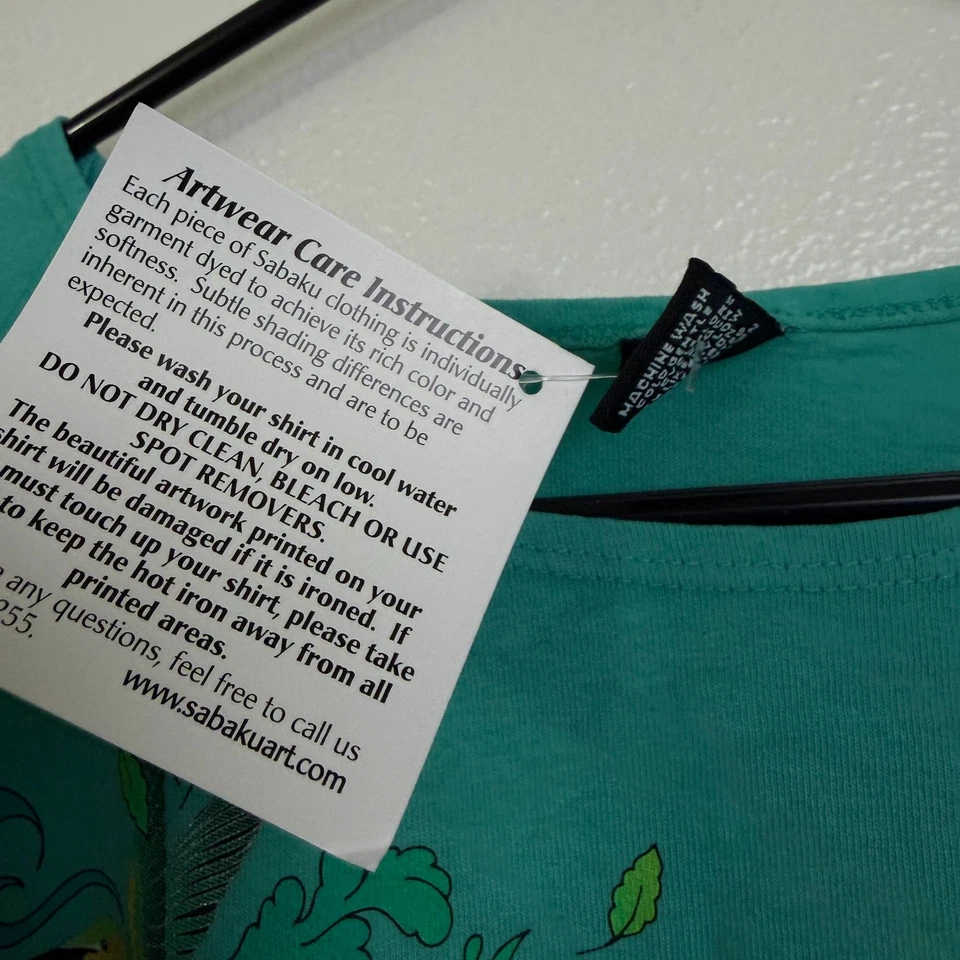 Artwear Care Instructions
Each piece of Sabaku clothing is individually
garment dyed to achieve its rich color and
softness. Subtle shading differences are
inherent in this process and are to be
expected.
Please wash your shirt in cool water
and tumble dry on low.
DO NOT DRY CLEAN, BLEACH OR USE
SPOT REMOVERS.
The beautiful artwork printed on your
shirt will be damaged if it is ironed. If
must touch up your shirt, please take
to keep the hot iron away from all
printed areas.
any questions, feel free to call us
255.
www.sabakuart.com
MACHINE WASH